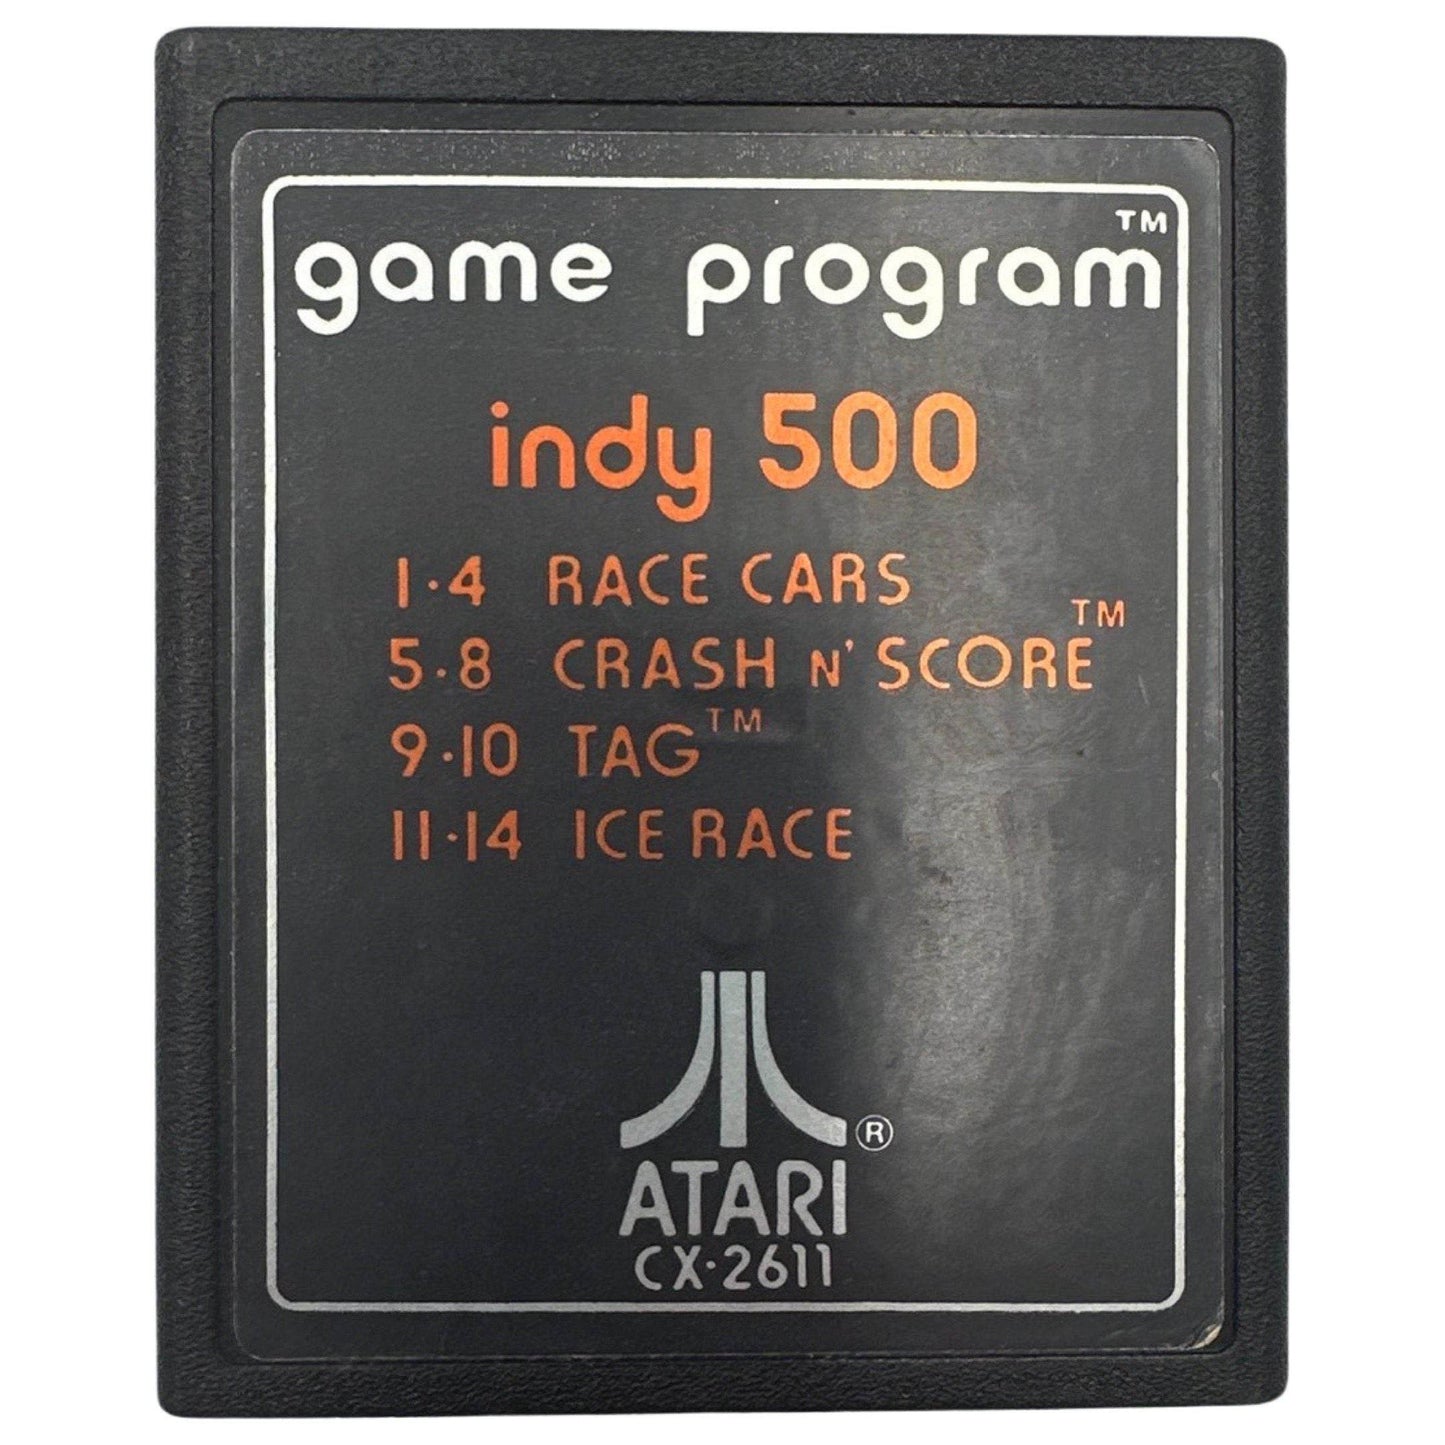 game program™
indy 500
1·4 RACE CARS
5·8 CRASH N' SCORE™
9·10 TAG™
11·14 ICE RACE
®
ATARI
CX·2611